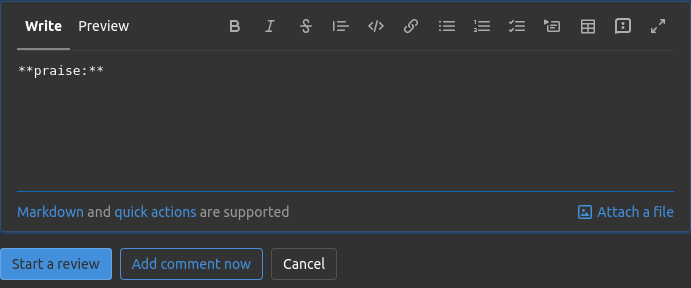 Write Preview
**praise:**
Markdown and quick actions are supported Attach a file
Start a review Add comment now Cancel